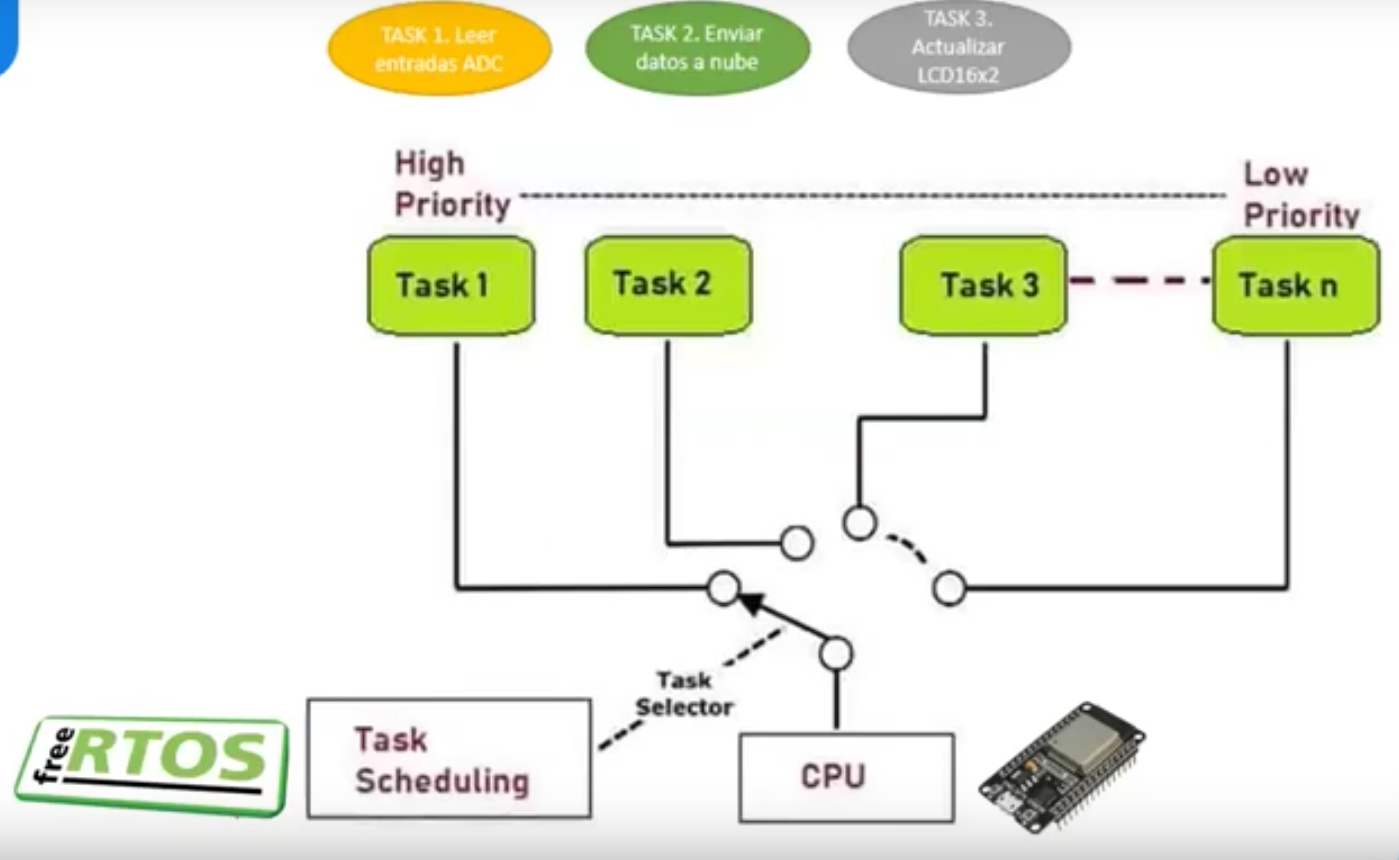 TASK 1. Leer
entradas ADC
TASK 2. Enviar
datos a nube
TASK 3.
Actualizar
LCD16x2
High
Priority
Low
Priority
Task 1
Task 2
Task 3
Task n
Task
Selector
free
RTOS
Task
Scheduling
CPU